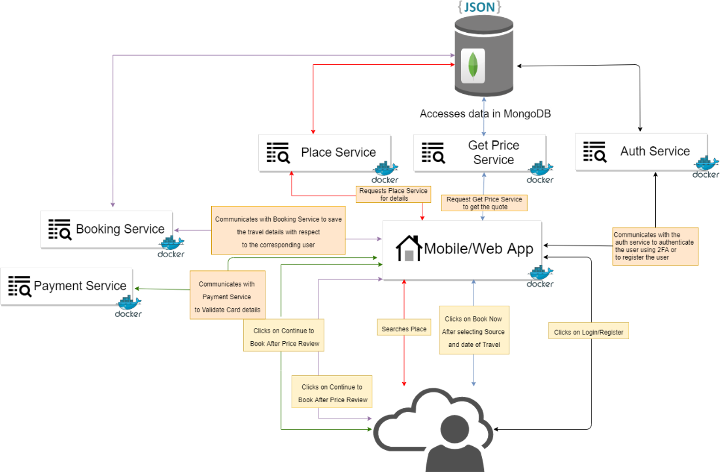 {JSON}
Accesses data in MongoDB
Place Service
docker
Get Price
Service
docker
Auth Service
docker
Requests Place Service
for details
Request Get Price Service
to get the quote
Booking Service
docker
Communicates with Booking Service to save
the travel details with respect
to the corresponding user
Mobile/Web App
docker
Communicates with the
auth service to authenticate
the user using 2FA or
to register the user
Payment Service
docker
Communicates with
Payment Service
to Validate Card details
Clicks on Continue to
Book After Price Review
Searches Place
Clicks on Book Now
After selecting Source
and date of Travel
Clicks on Login/Register
Clicks on Continue to
Book After Price Review